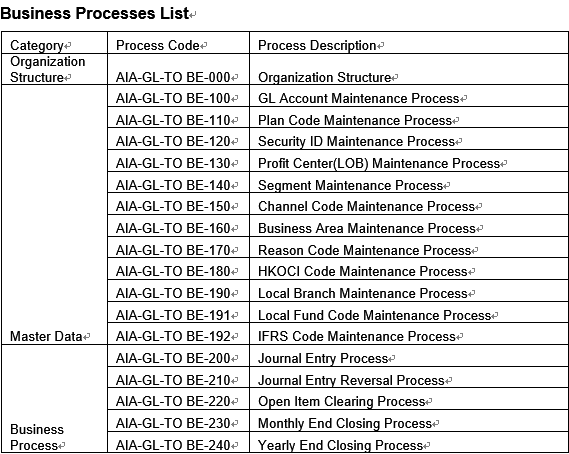 Business Processes List
Category Process Code Process Description
Organization
Structure AIA-GL-TO BE-000 Organization Structure
AIA-GL-TO BE-100 GL Account Maintenance Process
AIA-GL-TO BE-110 Plan Code Maintenance Process
AIA-GL-TO BE-120 Security ID Maintenance Process
AIA-GL-TO BE-130 Profit Center(LOB) Maintenance Process
AIA-GL-TO BE-140 Segment Maintenance Process
AIA-GL-TO BE-150 Channel Code Maintenance Process
AIA-GL-TO BE-160 Business Area Maintenance Process
AIA-GL-TO BE-170 Reason Code Maintenance Process
AIA-GL-TO BE-180 HKOCI Code Maintenance Process
AIA-GL-TO BE-190 Local Branch Maintenance Process
AIA-GL-TO BE-191 Local Fund Code Maintenance Process
Master Data AIA-GL-TO BE-192 IFRS Code Maintenance Process
AIA-GL-TO BE-200 Journal Entry Process
AIA-GL-TO BE-210 Journal Entry Reversal Process
AIA-GL-TO BE-220 Open Item Clearing Process
Business AIA-GL-TO BE-230 Monthly End Closing Process
Process AIA-GL-TO BE-240 Yearly End Closing Process